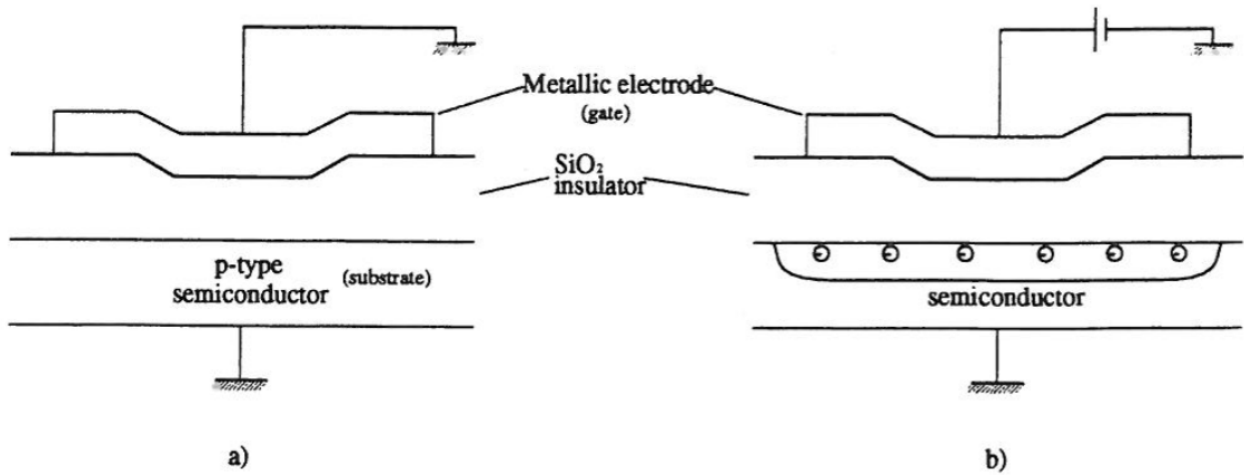 Metallic electrode
(gate)
SiO₂
insulator
p-type
semiconductor (substrate)
semiconductor
a)
b)